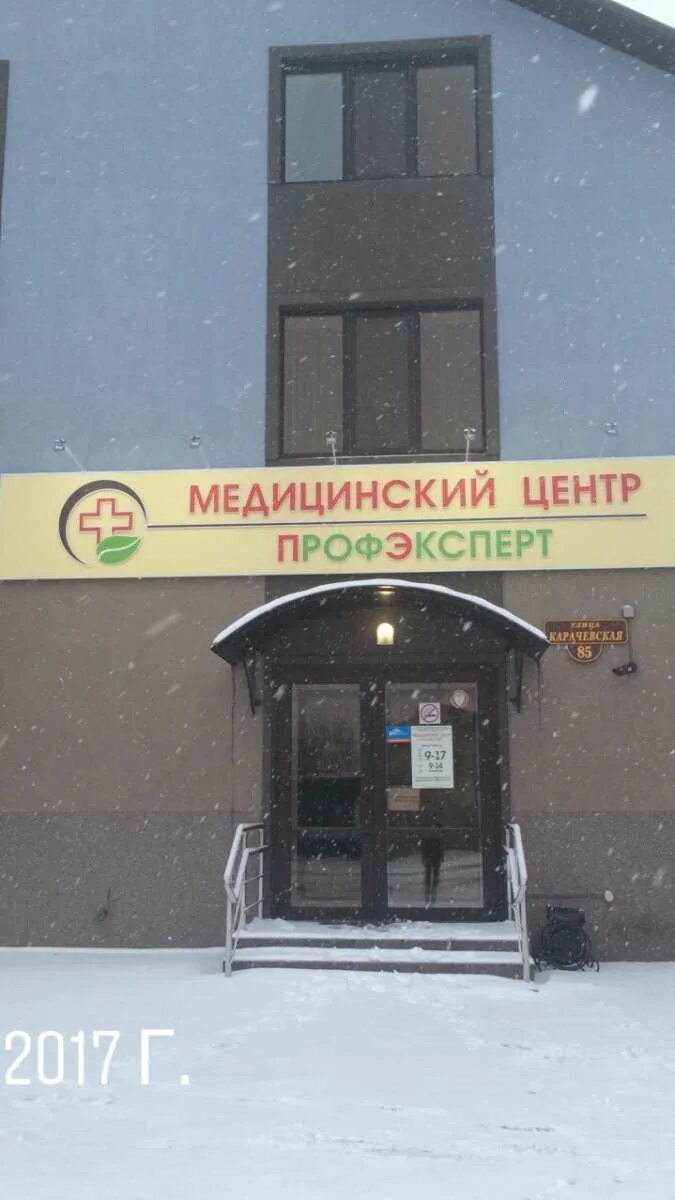 МЕДИЦИНСКИЙ ЦЕНТР
ПРОФЭКСПЕРТ
УЛИЦА
КАРАЧЕВСКАЯ
85
9-17
9-14
2017 г.